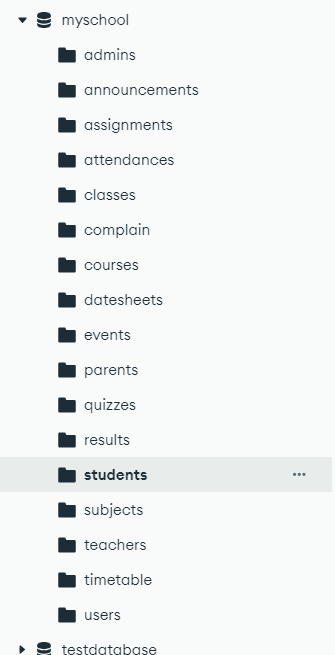 myschool
admins
announcements
assignments
attendances
classes
complain
courses
datesheets
events
parents
quizzes
results
students
subjects
teachers
timetable
users
testdatabase